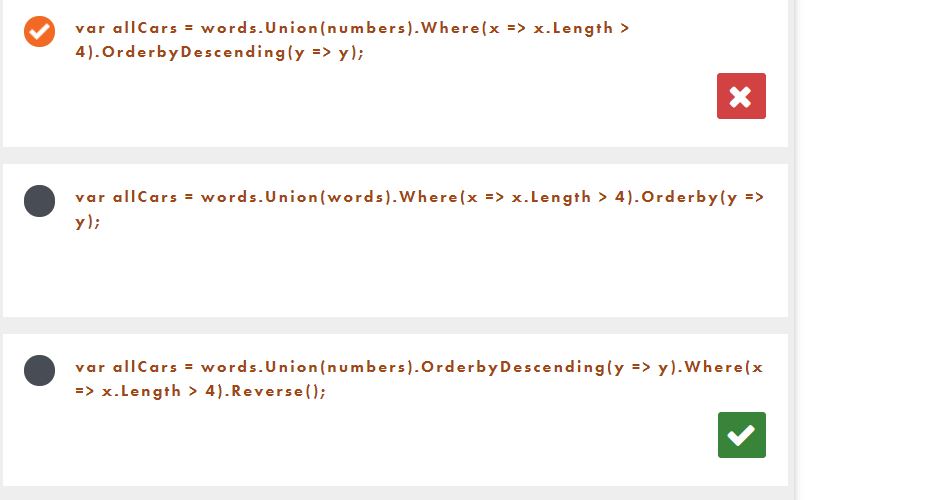 var allCars = words.Union(numbers).Where(x => x.Length >
4).OrderbyDescending(y => y);
var allCars = words.Union(words).Where(x => x.Length > 4).Orderby(y =>
y);
var allCars = words.Union(numbers).OrderbyDescending(y => y).Where(x
=> x.Length > 4).Reverse();